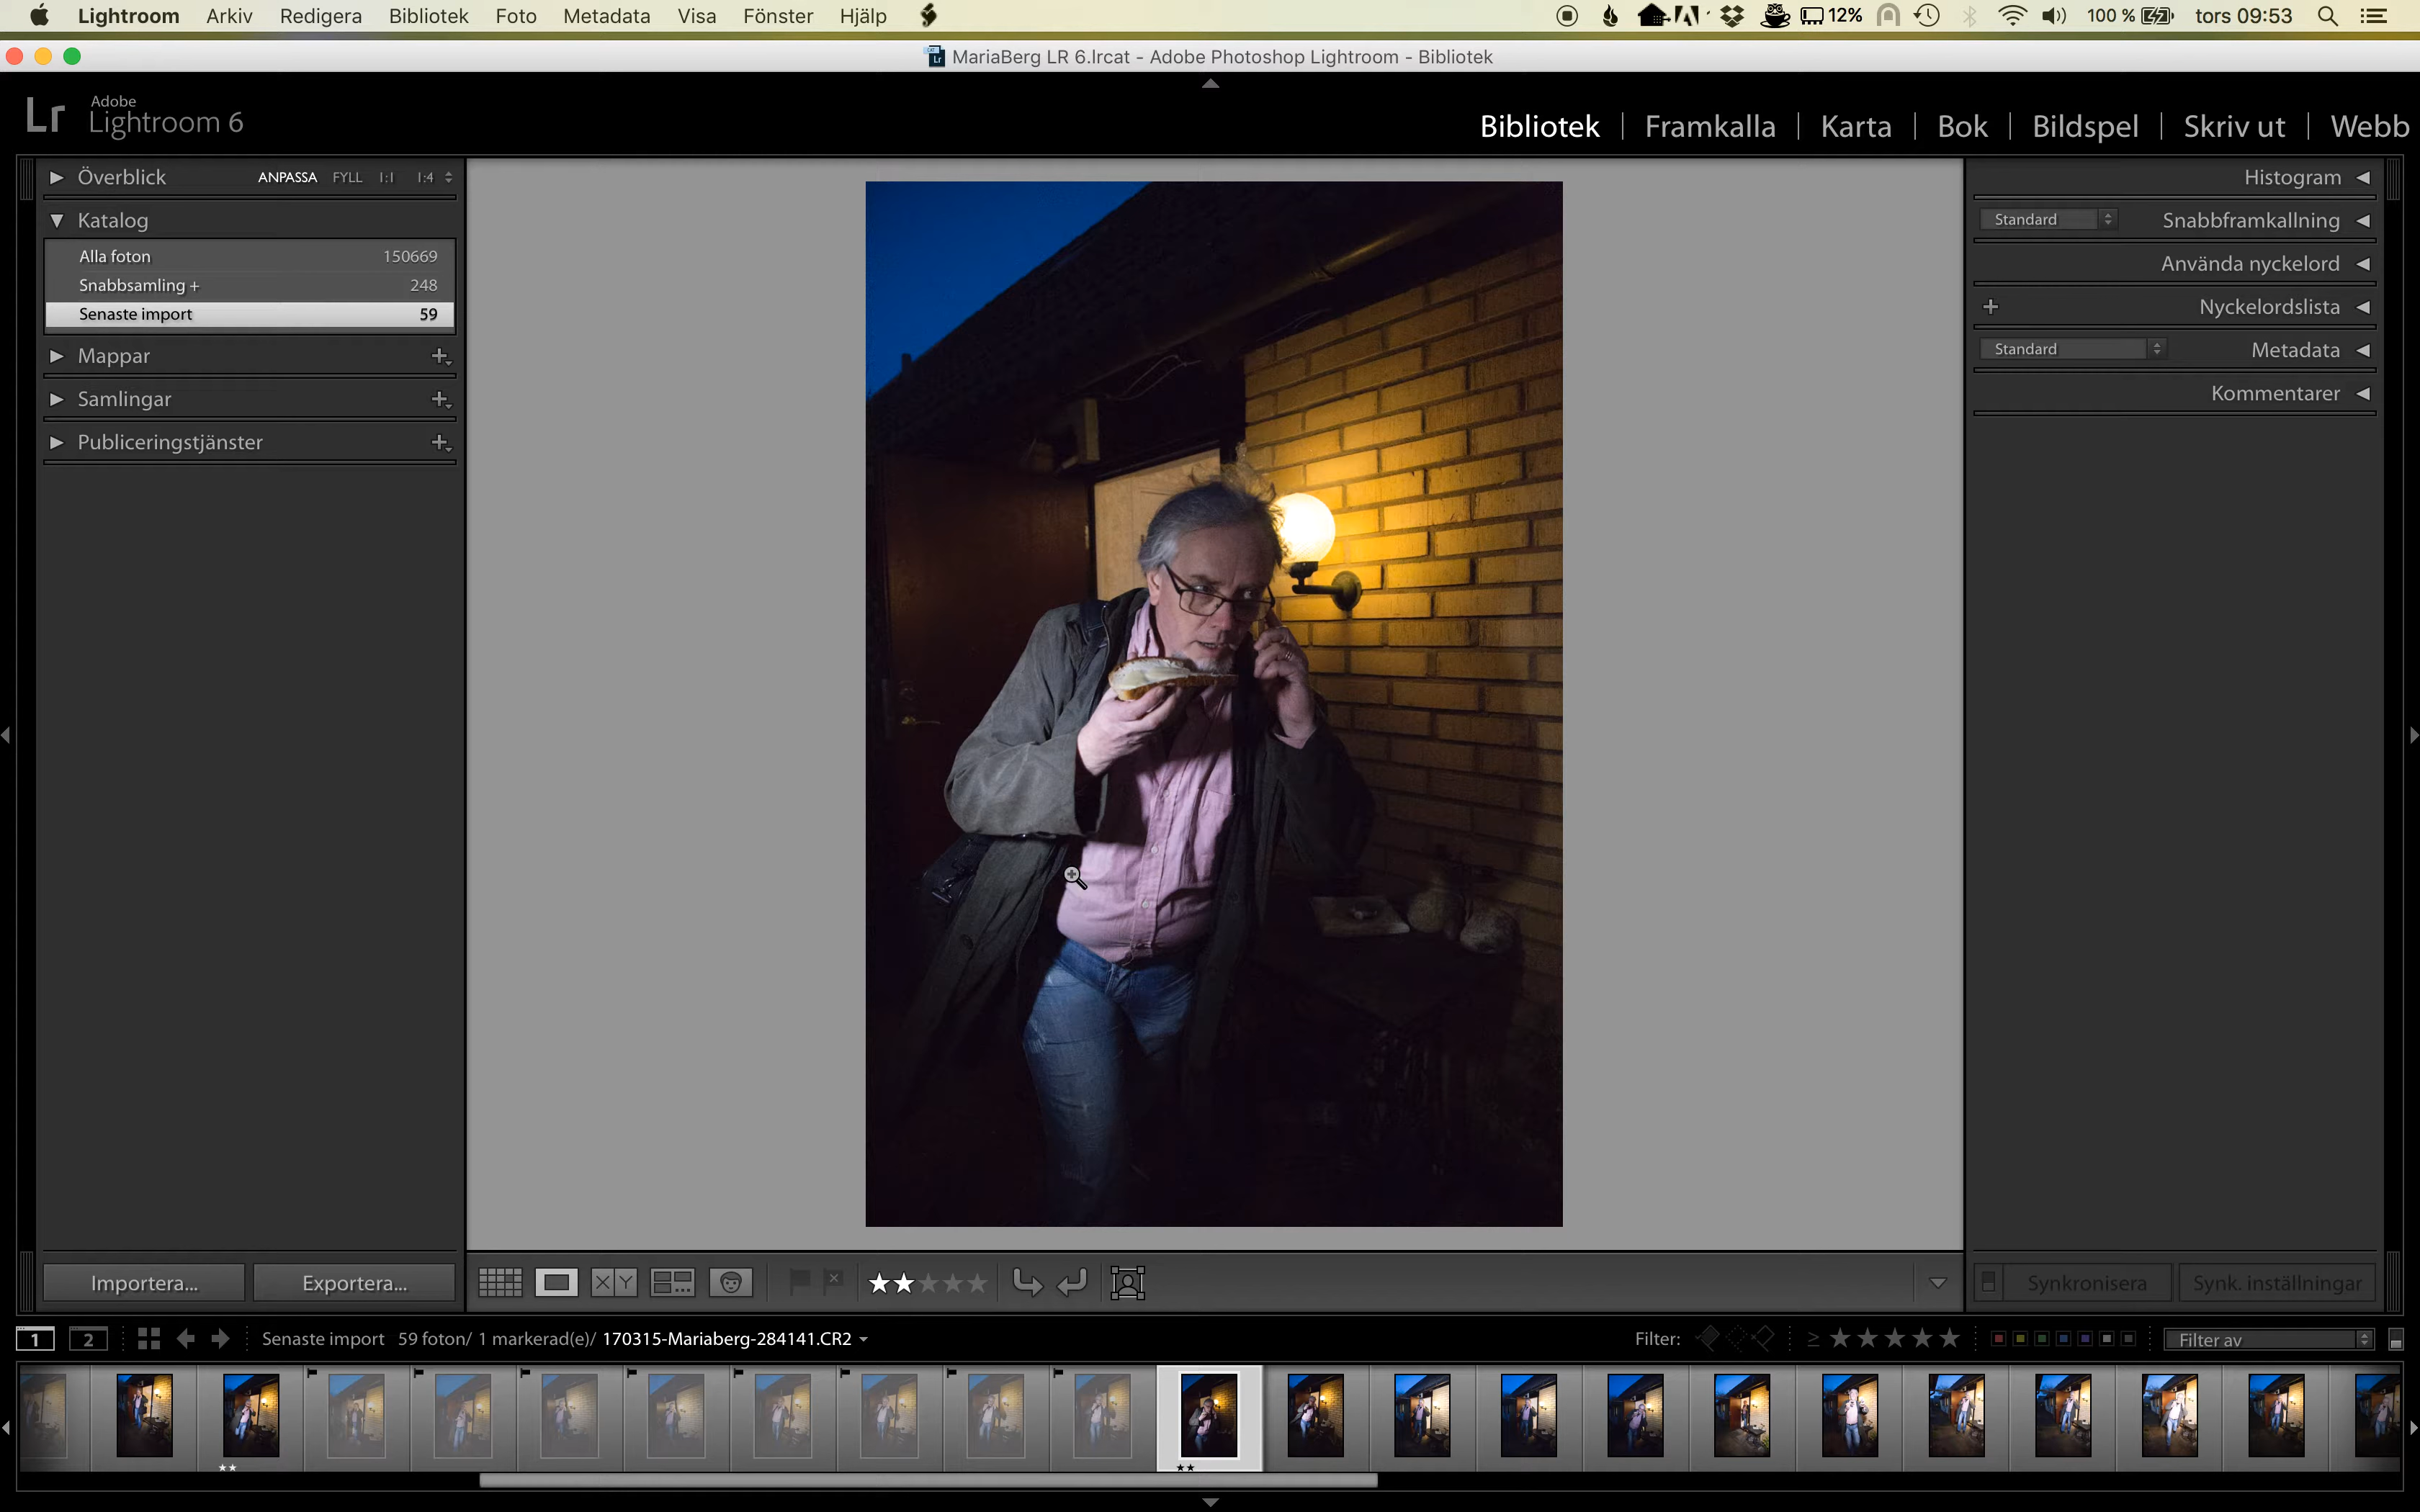 Lightroom Arkiv Redigera Bibliotek Foto Metadata Visa Fönster Hjälp 12% 100 % tors 09:53
MariaBerg LR 6.lrcat - Adobe Photoshop Lightroom - Bibliotek
Lr Adobe
Lightroom 6
Bibliotek | Framkalla | Karta | Bok | Bildspel | Skriv ut | Webb
Överblick ANPASSA FYLL 1:1 1:4
Katalog
Alla foton 150669
Snabbsamling + 248
Senaste import 59
Mappar
Samlingar
Publiceringstjänster
Histogram
Standard Snabbframkallning
Använda nyckelord
Nyckelordslista
Standard Metadata
Kommentarer
Importera... Exportera... X Y Synkronisera Synk. inställningar
1 2 Senaste import 59 foton/ 1 markerad(e)/ 170315-Mariaberg-284141.CR2 Filter: ≥ Filter av